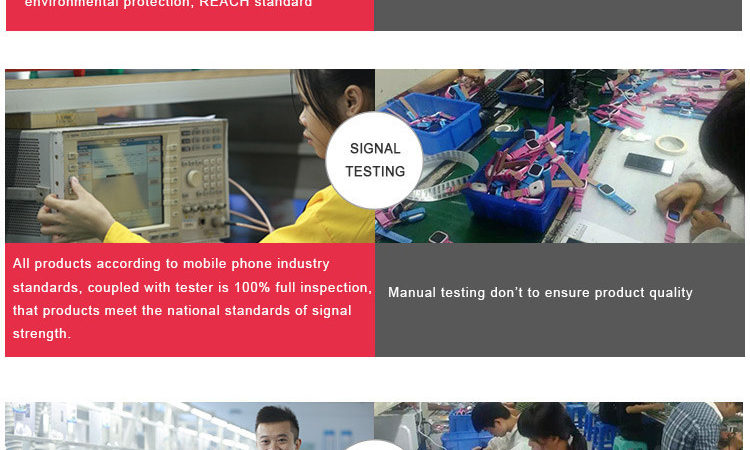 environmental protection, REACH standard
SIGNAL
TESTING
All products according to mobile phone industry
standards, coupled with tester is 100% full inspection,
that products meet the national standards of signal
strength.
Manual testing don't to ensure product quality